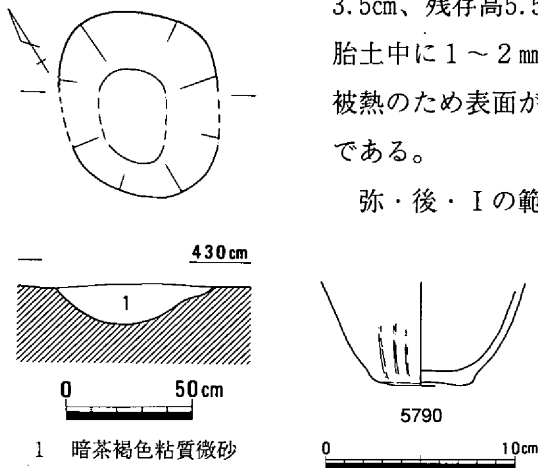 3.5cm、残存高5.5
胎土中に1～2㎜
被熱のため表面が
である。
弥・後・Ⅰの範
430cm
1
0 50cm
1 暗茶褐色粘質微砂
5790
0 10cm